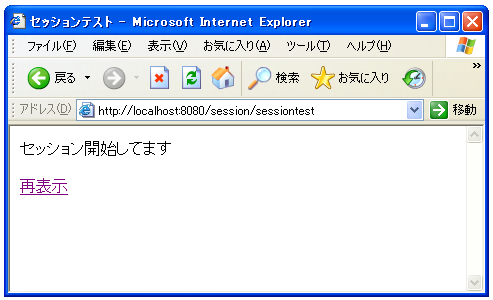 セッションテスト - Microsoft Internet Explorer
ファイル(F) 編集(E) 表示(V) お気に入り(A) ツール(T) ヘルプ(H)
戻る 検索 お気に入り »
アドレス(D) http://localhost:8080/session/sessiontest 移動
セッション開始してます
再表示